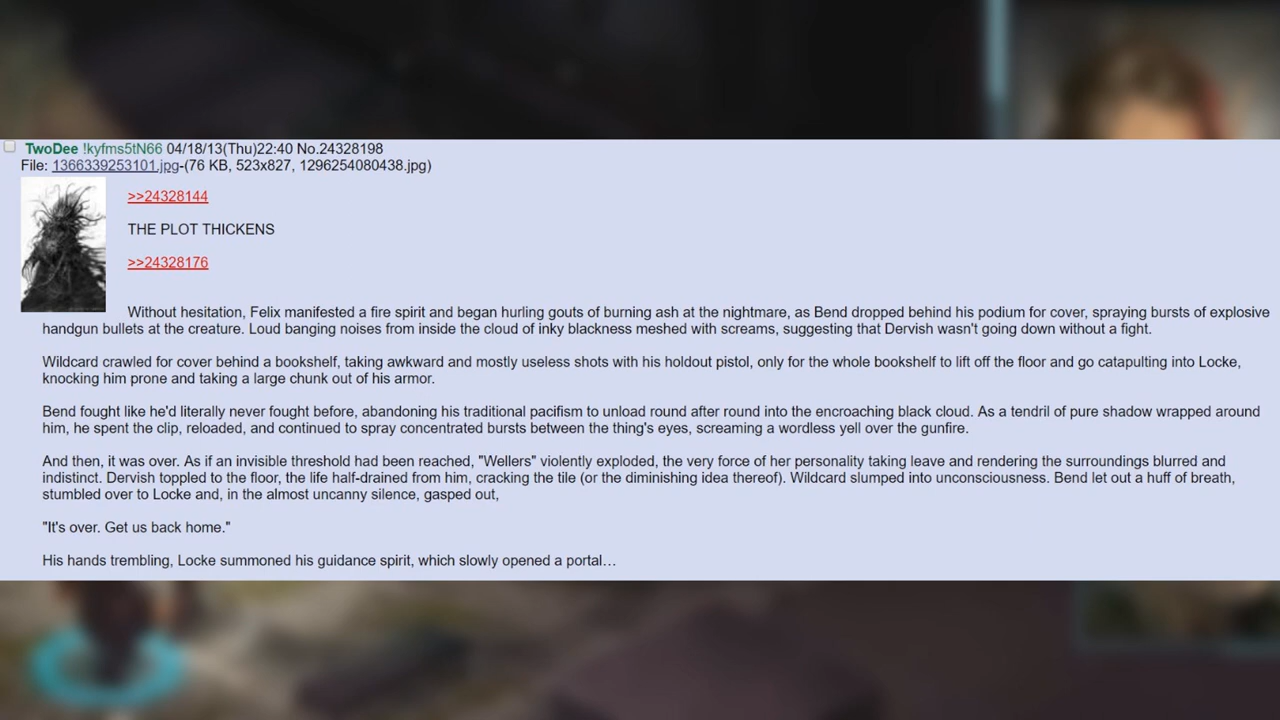 TwoDee !kyfms5tN66 04/18/13(Thu)22:40 No.24328198
File: 1366339253101.jpg-(76 KB, 523x827, 1296254080438.jpg)
>>24328144
THE PLOT THICKENS
>>24328176
Without hesitation, Felix manifested a fire spirit and began hurling gouts of burning ash at the nightmare, as Bend dropped behind his podium for cover, spraying bursts of explosive
handgun bullets at the creature. Loud banging noises from inside the cloud of inky blackness meshed with screams, suggesting that Dervish wasn't going down without a fight.
Wildcard crawled for cover behind a bookshelf, taking awkward and mostly useless shots with his holdout pistol, only for the whole bookshelf to lift off the floor and go catapulting into Locke,
knocking him prone and taking a large chunk out of his armor.
Bend fought like he'd literally never fought before, abandoning his traditional pacifism to unload round after round into the encroaching black cloud. As a tendril of pure shadow wrapped around
him, he spent the clip, reloaded, and continued to spray concentrated bursts between the thing's eyes, screaming a wordless yell over the gunfire.
And then, it was over. As if an invisible threshold had been reached, "Wellers" violently exploded, the very force of her personality taking leave and rendering the surroundings blurred and
indistinct. Dervish toppled to the floor, the life half-drained from him, cracking the tile (or the diminishing idea thereof). Wildcard slumped into unconsciousness. Bend let out a huff of breath,
stumbled over to Locke and, in the almost uncanny silence, gasped out,
"It's over. Get us back home."
His hands trembling, Locke summoned his guidance spirit, which slowly opened a portal…